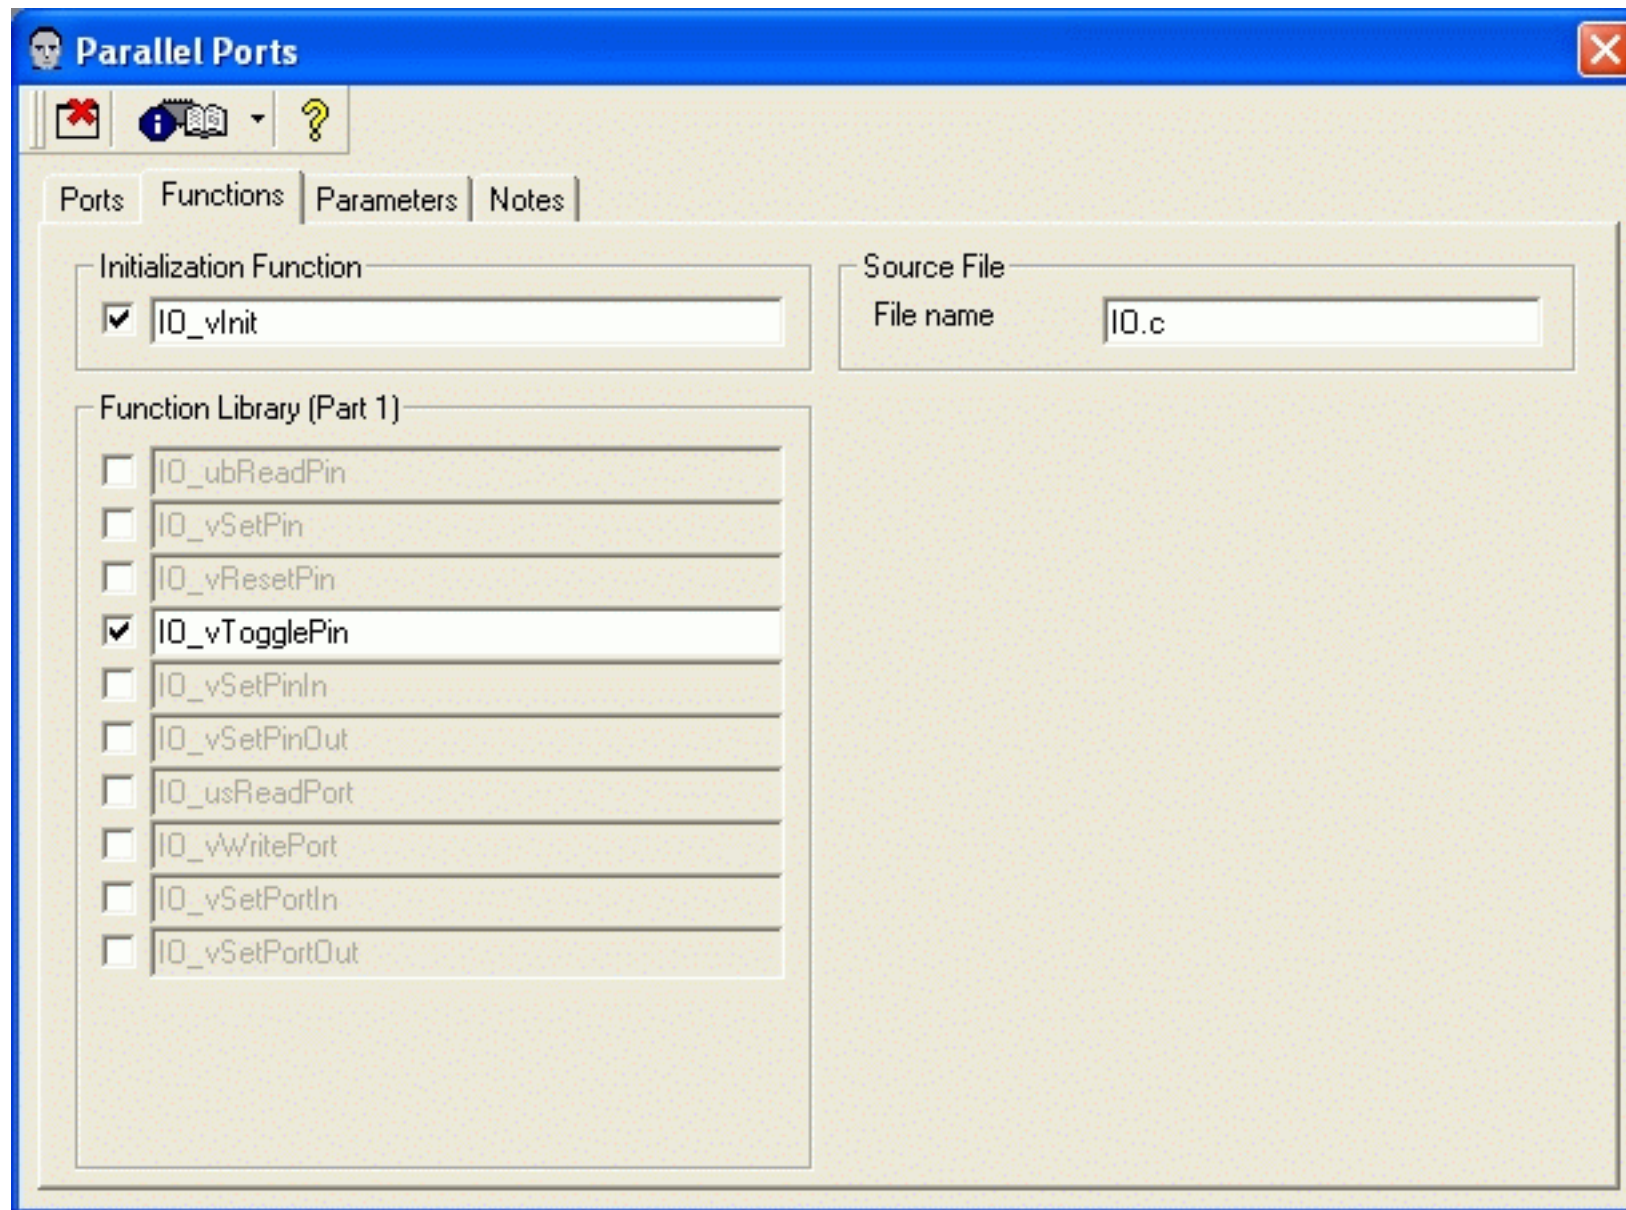 Parallel Ports
Ports Functions Parameters Notes
Initialization Function
IO_vInit
Source File
File name IO.c
Function Library (Part 1)
IO_ubReadPin
IO_vSetPin
IO_vResetPin
IO_vTogglePin
IO_vSetPinIn
IO_vSetPinOut
IO_usReadPort
IO_vWritePort
IO_vSetPortIn
IO_vSetPortOut